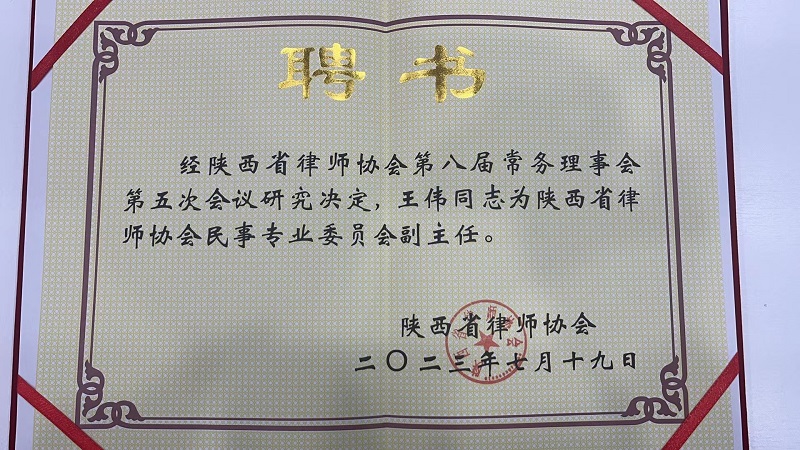 聘书
经陕西省律师协会第八届常务理事会
第五次会议研究决定，王伟同志为陕西省律
师协会民事专业委员会副主任。
陕西省律师协会
二〇二三年七月十九日